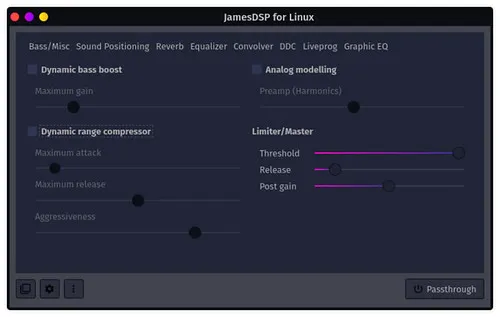 JamesDSP for Linux
Bass/Misc Sound Positioning Reverb Equalizer Convolver DDC Liveprog Graphic EQ
Dynamic bass boost
Maximum gain
Dynamic range compressor
Maximum attack
Maximum release
Aggressiveness
Analog modelling
Preamp (Harmonics)
Limiter/Master
Threshold
Release
Post gain
Passthrough